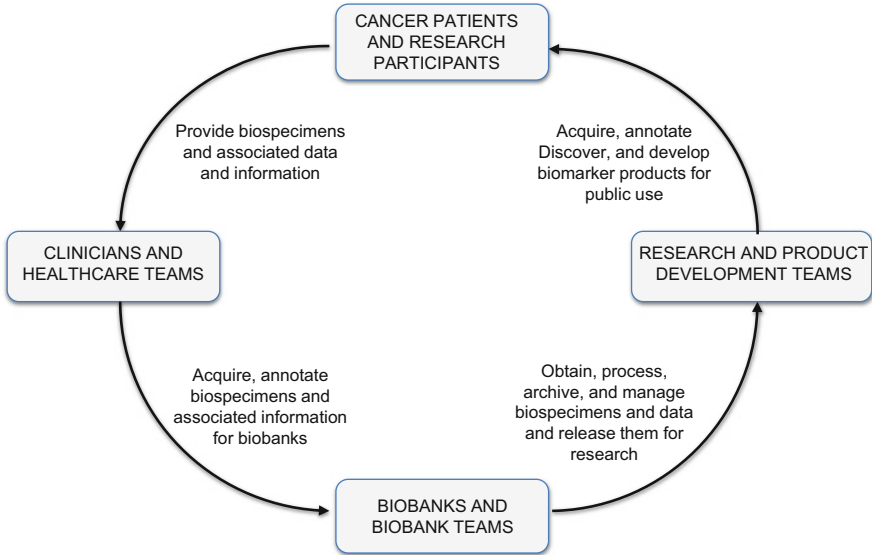 CANCER PATIENTS
AND RESEARCH
PARTICIPANTS
Provide biospecimens
and associated data
and information
Acquire, annotate
Discover, and develop
biomarker products for
public use
CLINICIANS AND
HEALTHCARE TEAMS
RESEARCH AND PRODUCT
DEVELOPMENT TEAMS
Acquire, annotate
biospecimens and
associated information
for biobanks
Obtain, process,
archive, and manage
biospecimens and data
and release them for
research
BIOBANKS AND
BIOBANK TEAMS